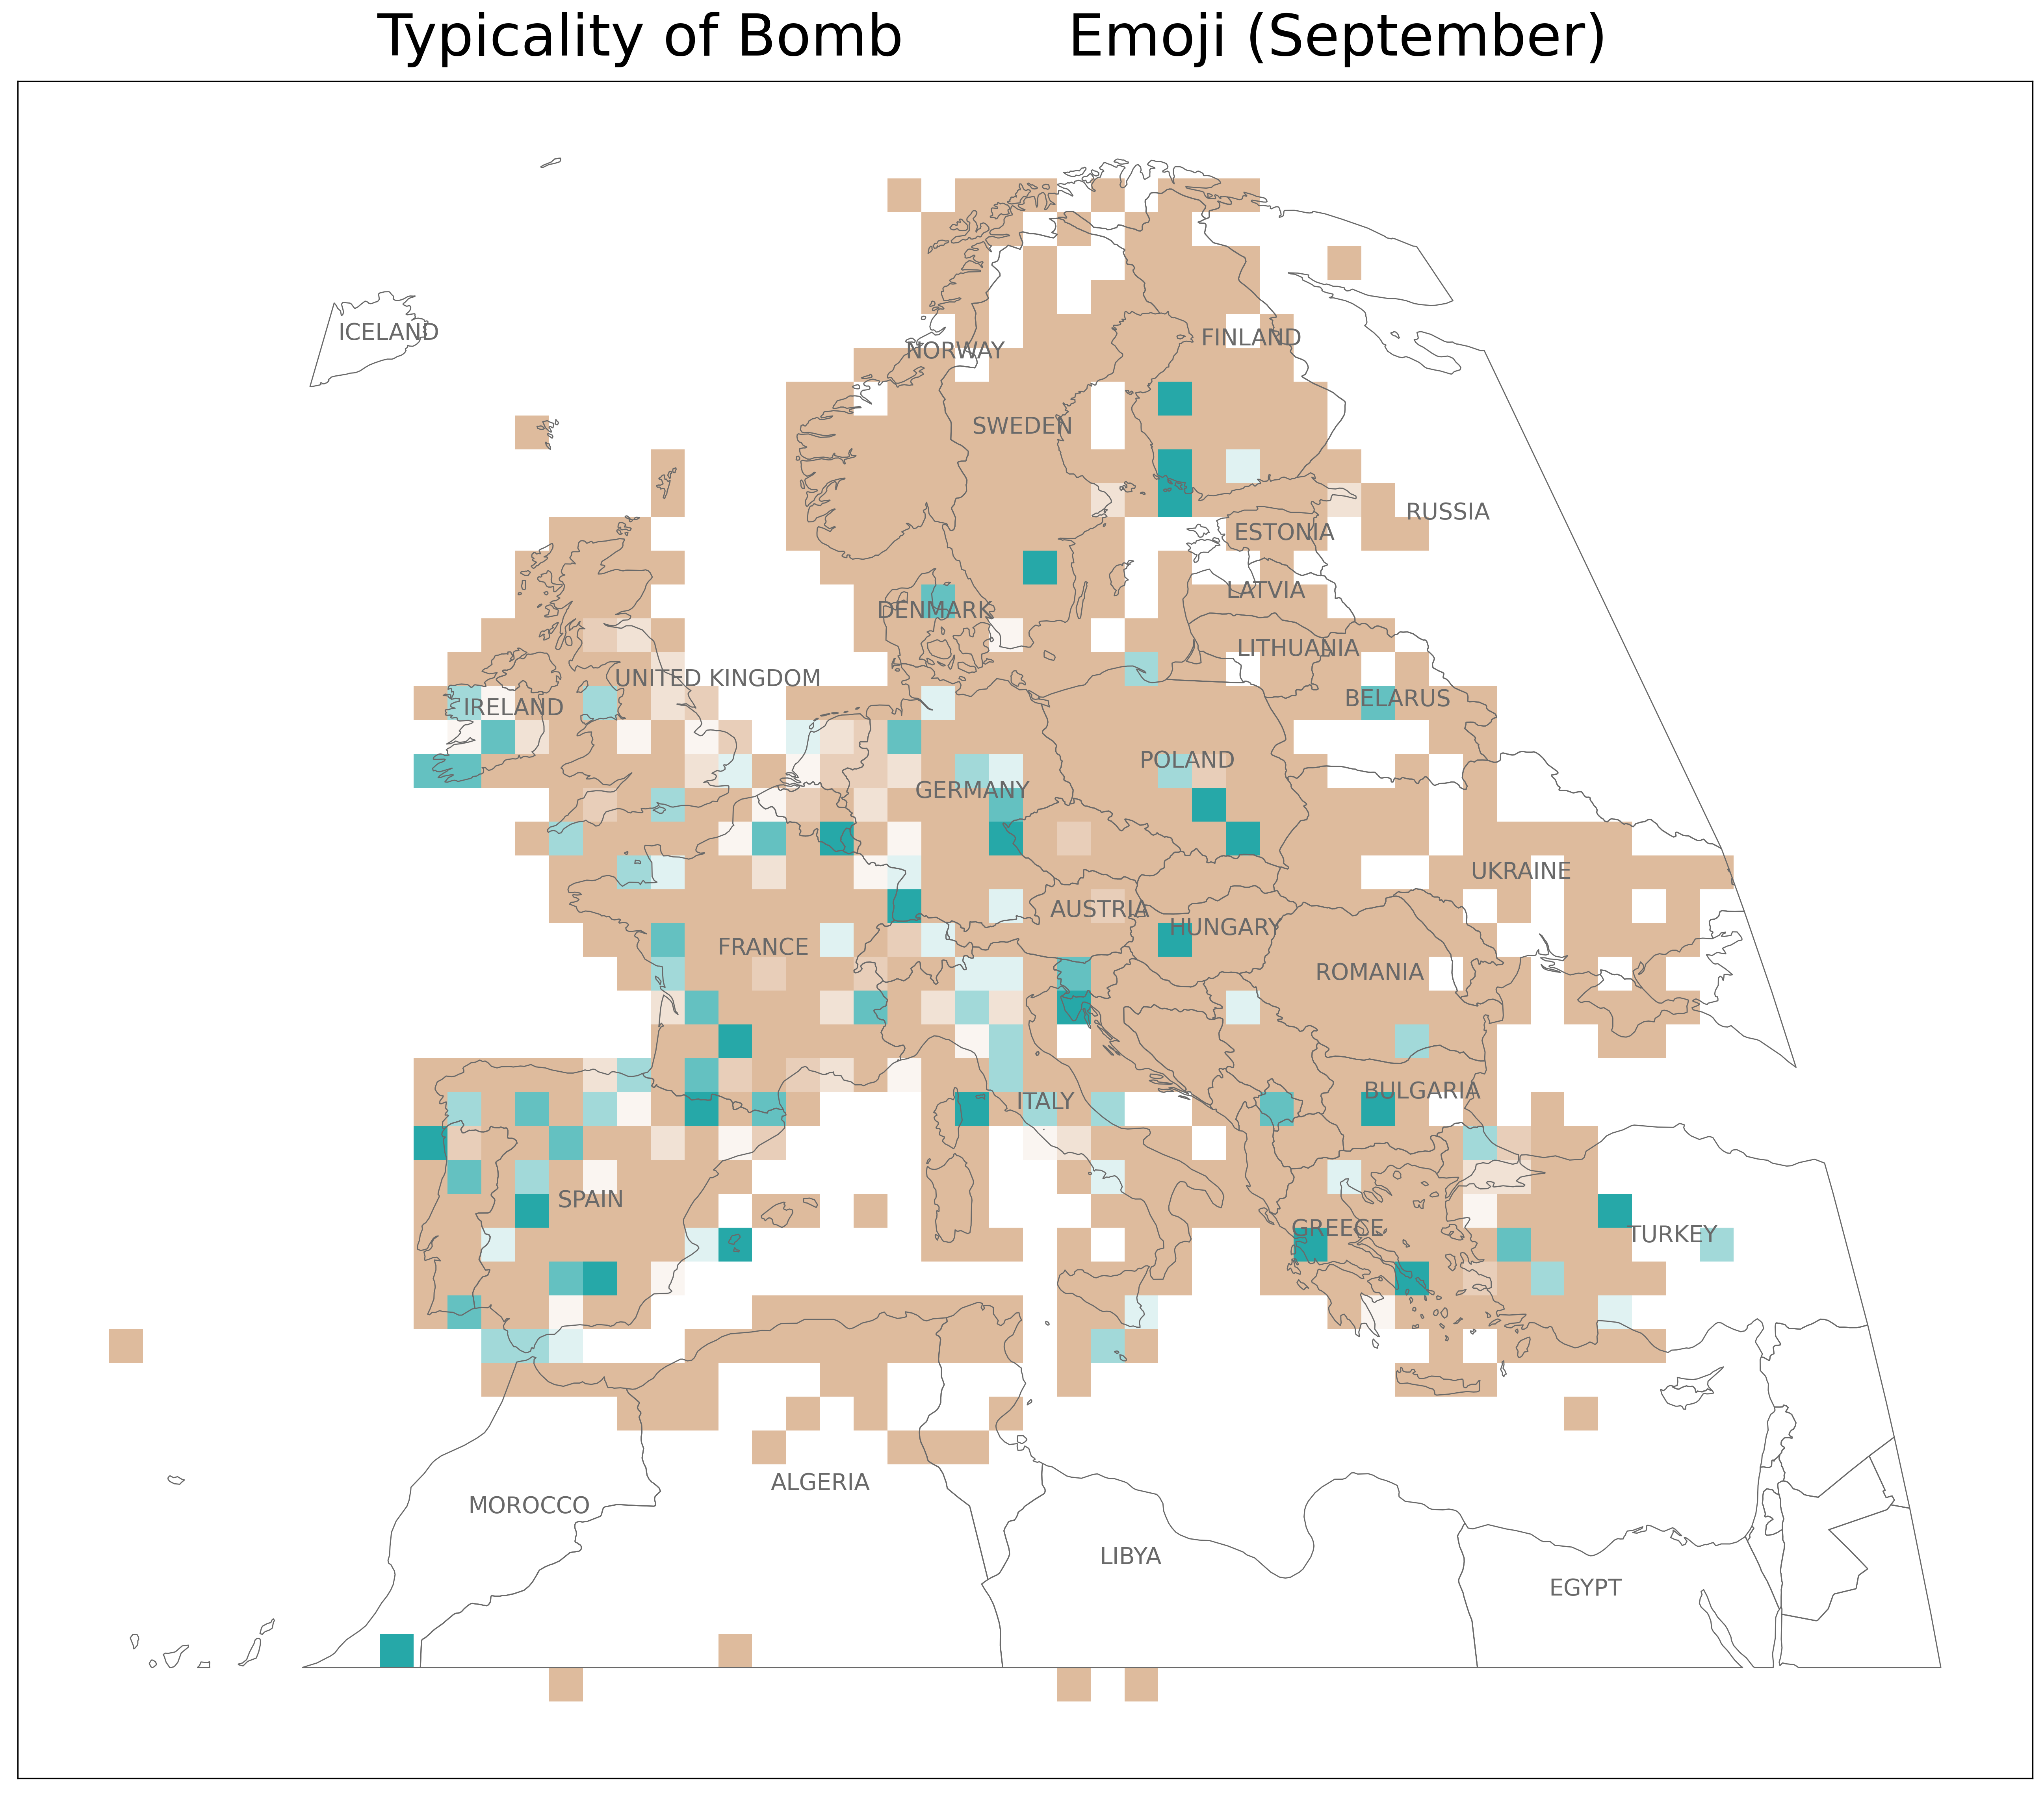 Typicality of Bomb Emoji (September)
ICELAND
NORWAY
FINLAND
SWEDEN
RUSSIA
ESTONIA
LATVIA
DENMARK
LITHUANIA
UNITED KINGDOM
BELARUS
IRELAND
POLAND
GERMANY
UKRAINE
AUSTRIA
HUNGARY
FRANCE
ROMANIA
BULGARIA
ITALY
SPAIN
GREECE
TURKEY
ALGERIA
MOROCCO
LIBYA
EGYPT